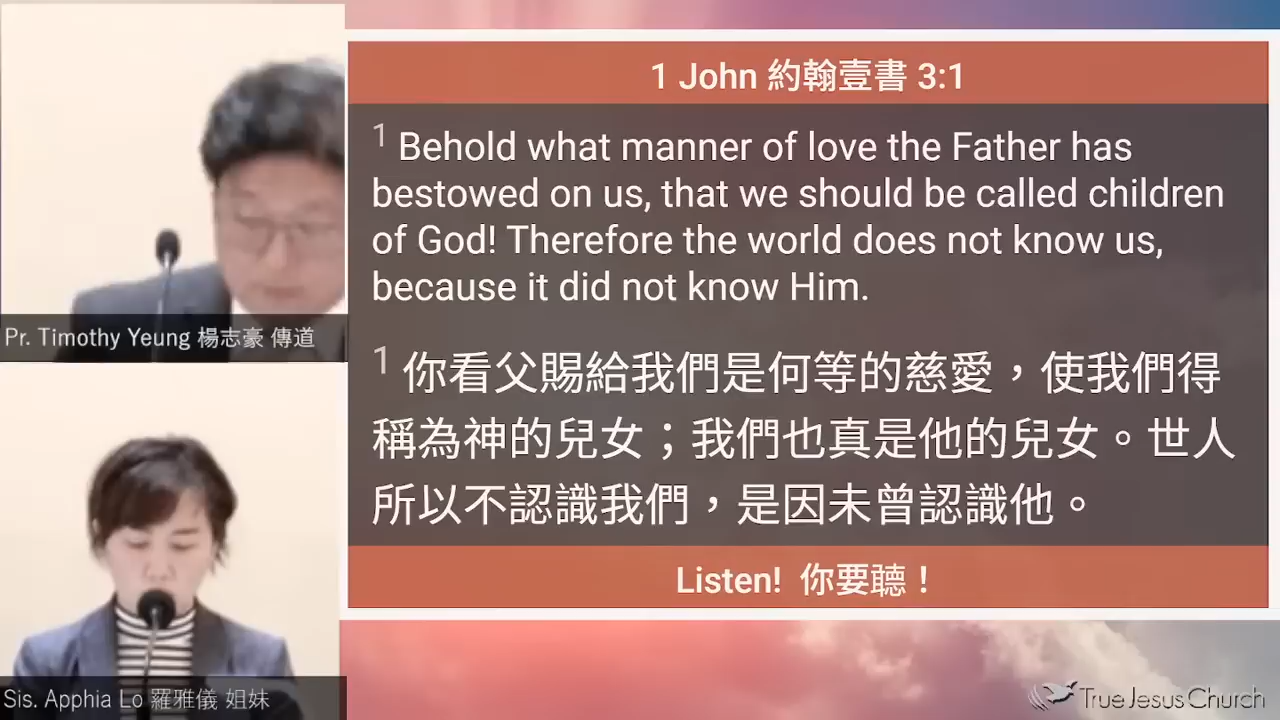 Pr. Timothy Yeung 楊志豪 傳道
Sis. Apphia Lo 羅雅儀 姐妹
1 John 約翰壹書 3:1
1 Behold what manner of love the Father has
bestowed on us, that we should be called children
of God! Therefore the world does not know us,
because it did not know Him.
1 你看父賜給我們是何等的慈愛，使我們得
稱為神的兒女；我們也真是他的兒女。世人
所以不認識我們，是因未曾認識他。
Listen! 你要聽！
True Jesus Church